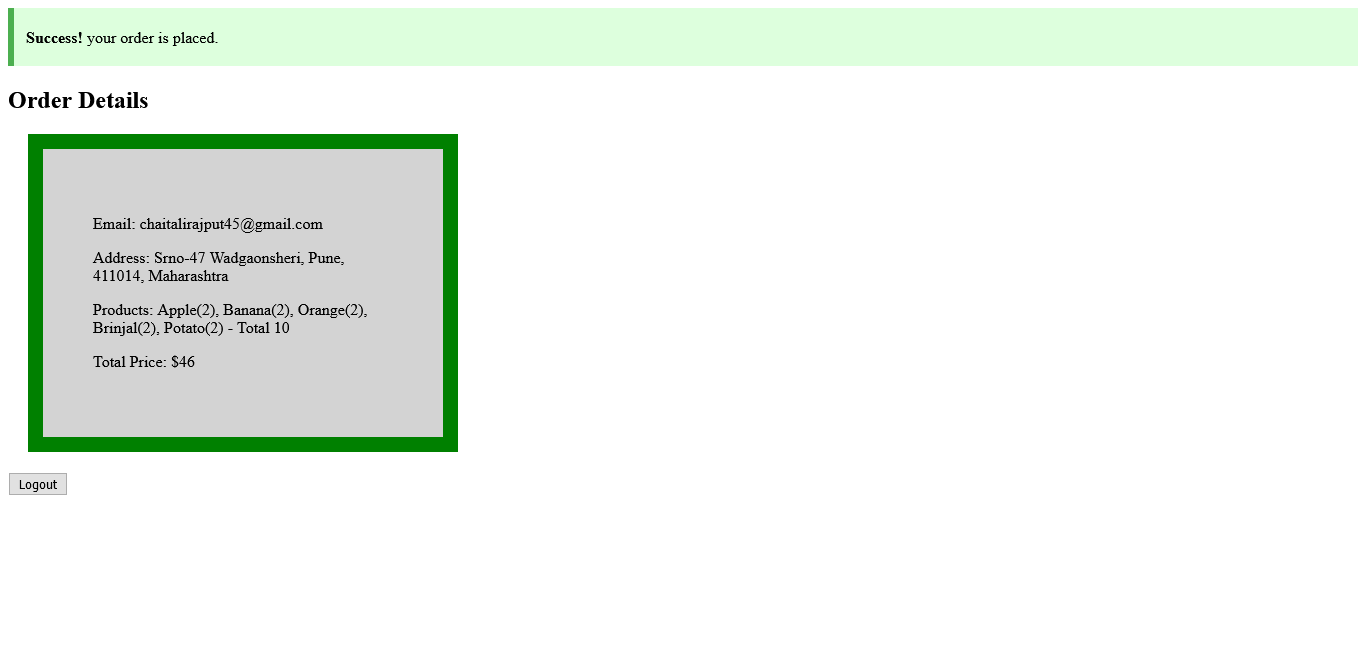 Success! your order is placed.
Order Details
Email: chaitalirajput45@gmail.com
Address: Srno-47 Wadgaonsheri, Pune,
411014, Maharashtra
Products: Apple(2), Banana(2), Orange(2),
Brinjal(2), Potato(2) - Total 10
Total Price: $46
Logout